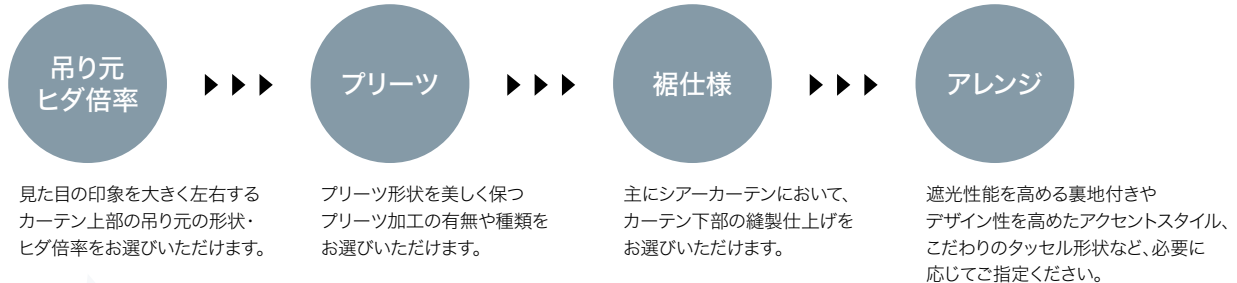 吊り元
ヒダ倍率
見た目の印象を大きく左右する
カーテン上部の吊り元の形状・
ヒダ倍率をお選びいただけます。
プリーツ
プリーツ形状を美しく保つ
プリーツ加工の有無や種類を
お選びいただけます。
裾仕様
主にシアーカーテンにおいて、
カーテン下部の縫製仕上げを
お選びいただけます。
アレンジ
遮光性能を高める裏地付きや
デザイン性を高めたアクセントスタイル、
こだわりのタッセル形状など、必要に
応じてご指定ください。